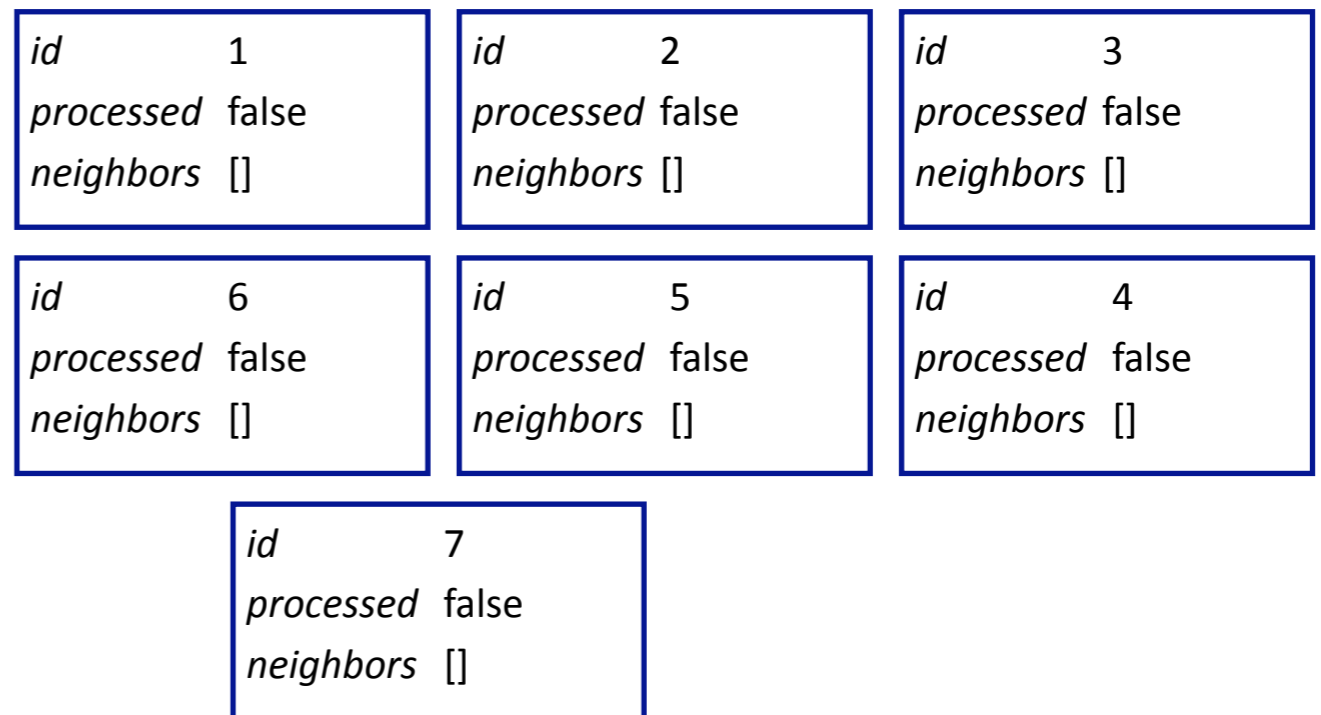 id 1
processed false
neighbors []
id 2
processed false
neighbors []
id 3
processed false
neighbors []
id 6
processed false
neighbors []
id 5
processed false
neighbors []
id 4
processed false
neighbors []
id 7
processed false
neighbors []